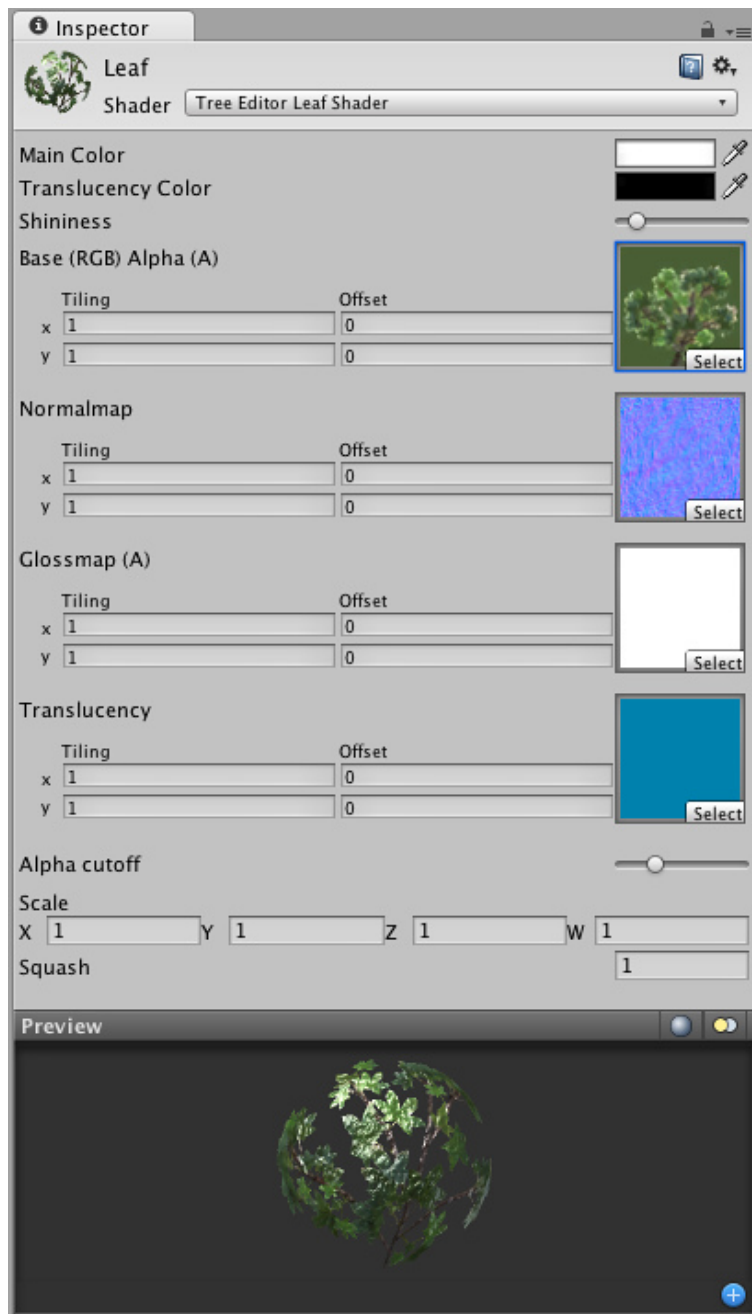 Inspector
Leaf
Shader Tree Editor Leaf Shader
Main Color
Translucency Color
Shininess
Base (RGB) Alpha (A)
Tiling Offset
x 1 0
y 1 0
Select
Normalmap
Tiling Offset
x 1 0
y 1 0
Select
Glossmap (A)
Tiling Offset
x 1 0
y 1 0
Select
Translucency
Tiling Offset
x 1 0
y 1 0
Select
Alpha cutoff
Scale
X 1 Y 1 Z 1 W 1
Squash 1
Preview